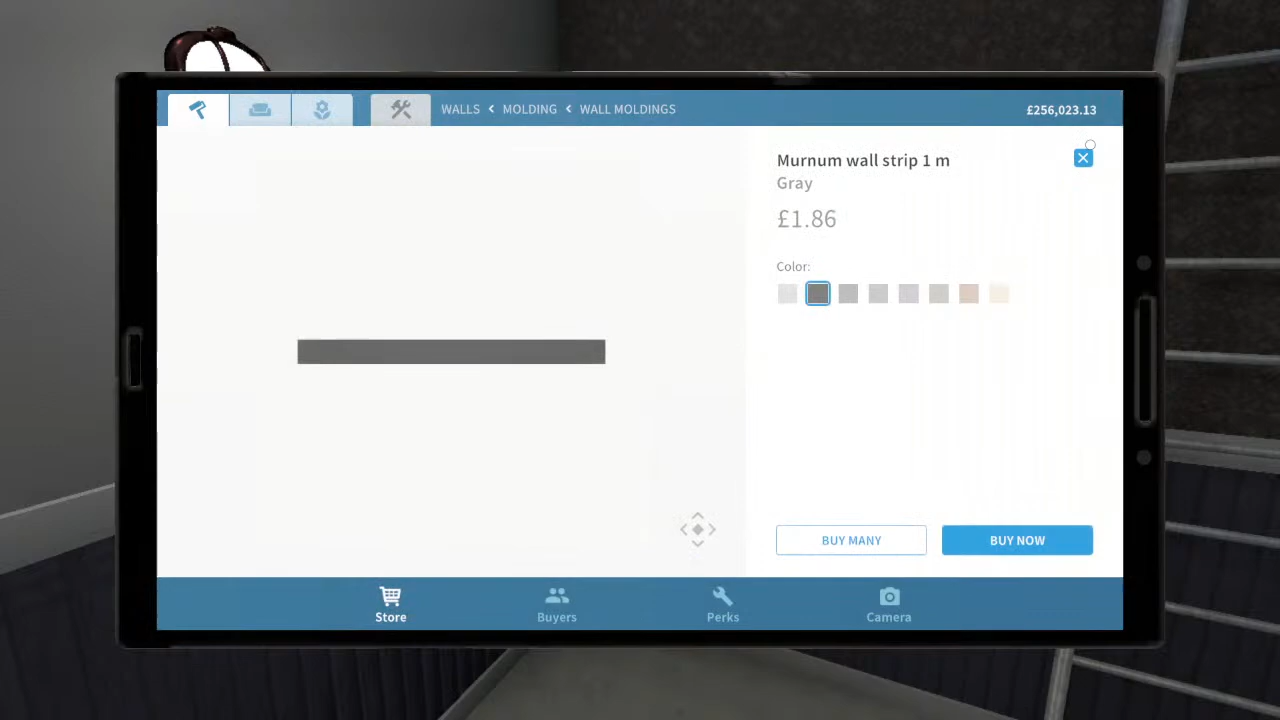 WALLS < MOLDING < WALL MOLDINGS
£256,023.13
Murnum wall strip 1 m
Gray
£1.86
Color:
BUY MANY
BUY NOW
Store
Buyers
Perks
Camera